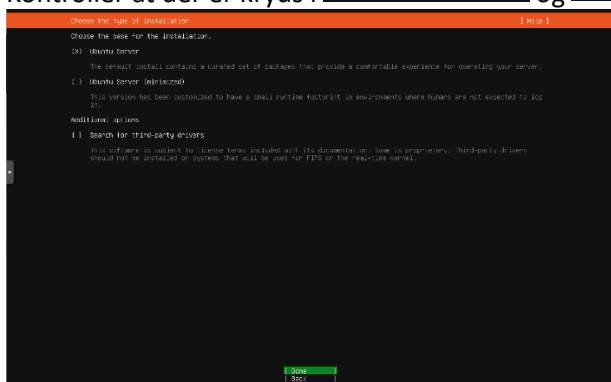 Kontroller at der er kryds i og
Choose the type of installation [ Help ]
Choose the base for the installation.
(X) Ubuntu Server
The default install contains a curated set of packages that provide a comfortable experience for operating your server.
( ) Ubuntu Server (minimized)
This version has been customized to have a small runtime footprint in environments where humans are not expected to log
in.
Additional options
[ ] Search for third-party drivers
This software is subject to license terms included with its documentation. Some is proprietary. Third-party drivers
should not be installed on systems that will be used for FIPS or the real-time kernel.
[ Done ]
[ Back ]